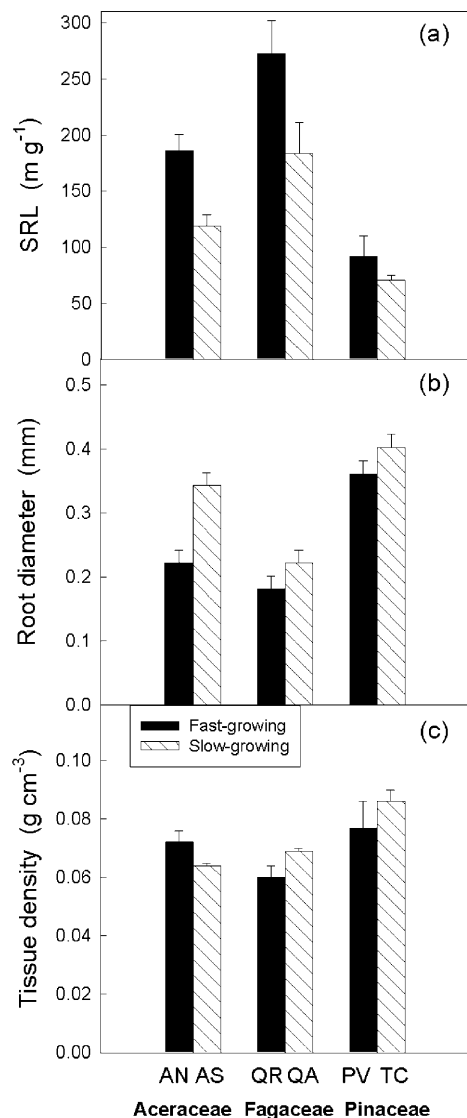 (a)
300
250
200
150
100
50
0
SRL (m g⁻¹)
(b)
0.5
0.4
0.3
0.2
0.1
0.0
Root diameter (mm)
Fast-growing
Slow-growing
(c)
0.10
0.08
0.06
0.04
0.02
0.00
Tissue density (g cm⁻³)
AN AS QR QA PV TC
Aceraceae Fagaceae Pinaceae